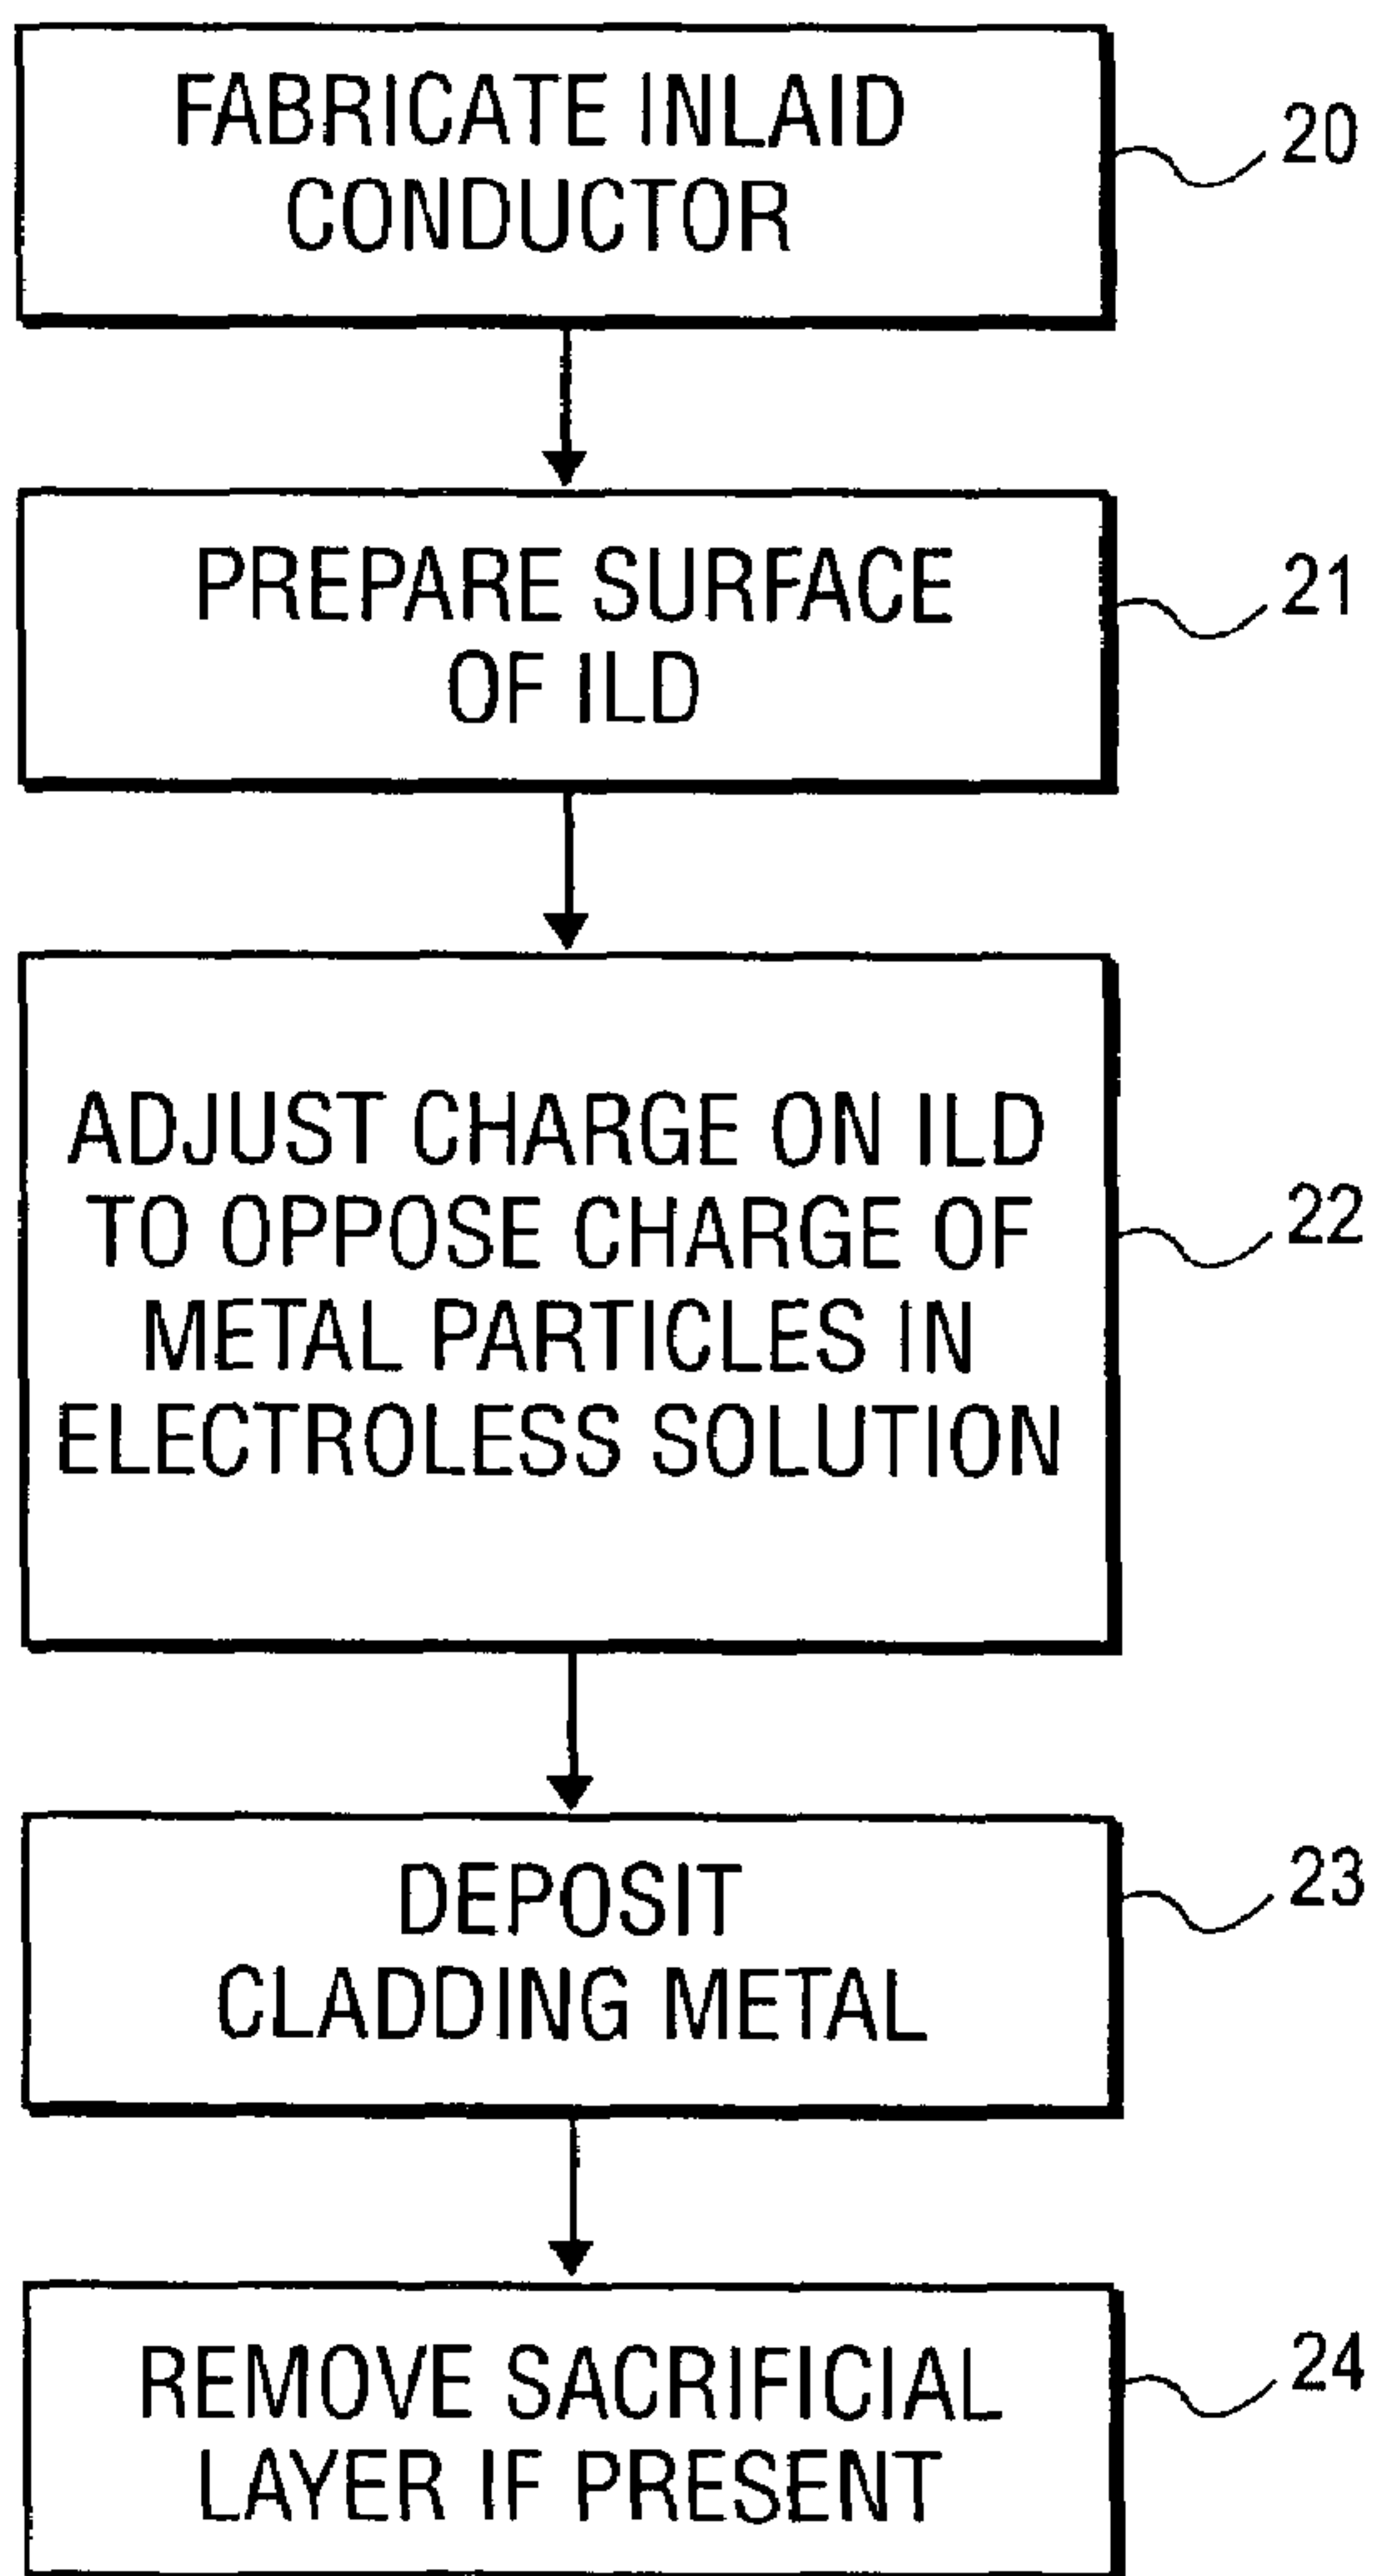 FABRICATE INLAID
CONDUCTOR
20
PREPARE SURFACE
OF ILD
21
ADJUST CHARGE ON ILD
TO OPPOSE CHARGE OF
METAL PARTICLES IN
ELECTROLESS SOLUTION
22
DEPOSIT
CLADDING METAL
23
REMOVE SACRIFICIAL
LAYER IF PRESENT
24